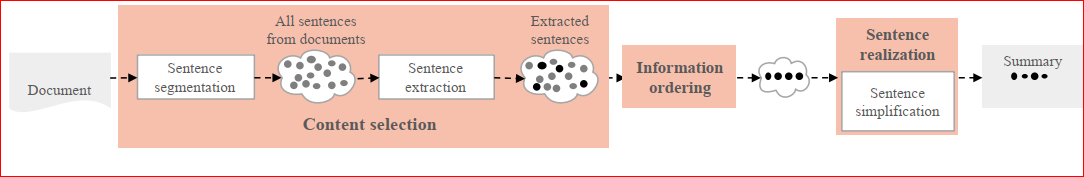 Document
Sentence
segmentation
All sentences
from documents
Sentence
extraction
Extracted
sentences
Content selection
Information
ordering
Sentence
realization
Sentence
simplification
Summary